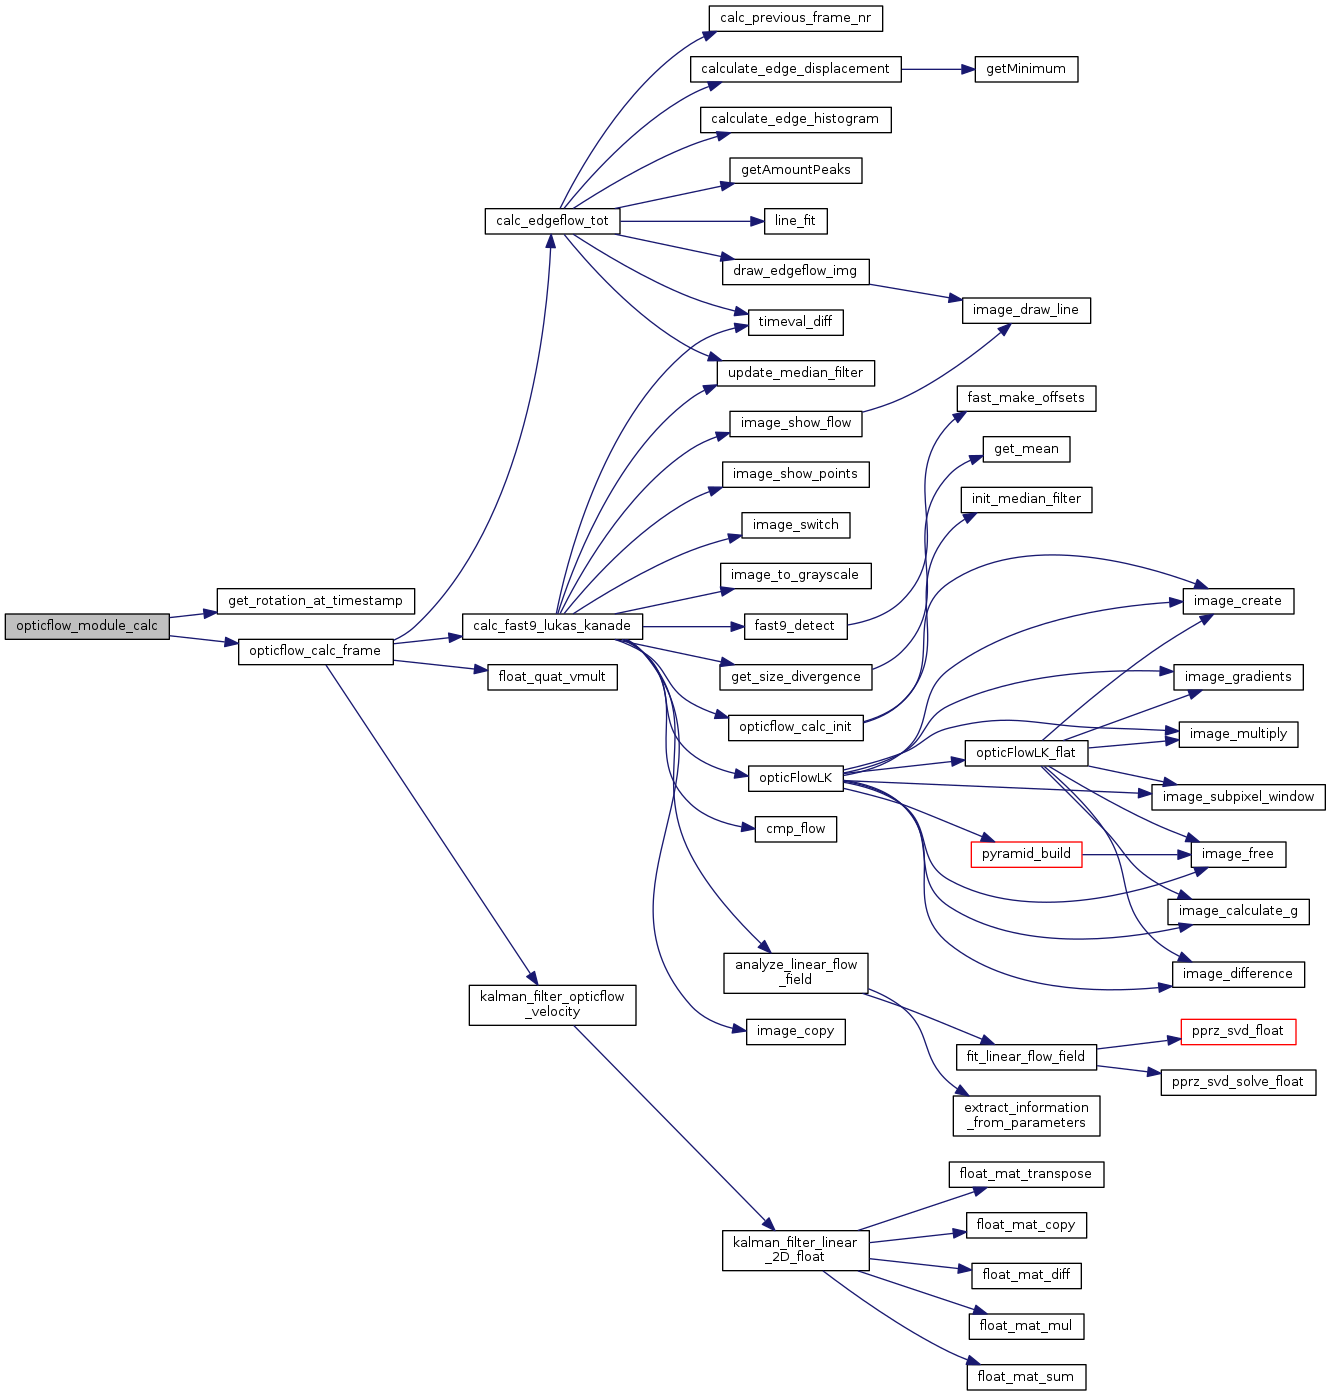 calc_previous_frame_nr
calculate_edge_displacement
getMinimum
calculate_edge_histogram
getAmountPeaks
calc_edgeflow_tot
line_fit
draw_edgeflow_img
image_draw_line
timeval_diff
update_median_filter
fast_make_offsets
image_show_flow
get_mean
image_show_points
init_median_filter
image_switch
image_to_grayscale
get_rotation_at_timestamp
image_create
opticflow_module_calc
calc_fast9_lukas_kanade
fast9_detect
opticflow_calc_frame
float_quat_vmult
get_size_divergence
image_gradients
opticflow_calc_init
image_multiply
opticFlowLK_flat
opticFlowLK
image_subpixel_window
cmp_flow
pyramid_build
image_free
image_calculate_g
analyze_linear_flow
_field
image_difference
kalman_filter_opticflow
_velocity
image_copy
pprz_svd_float
fit_linear_flow_field
pprz_svd_solve_float
extract_information
_from_parameters
float_mat_transpose
float_mat_copy
kalman_filter_linear
_2D_float
float_mat_diff
float_mat_mul
float_mat_sum